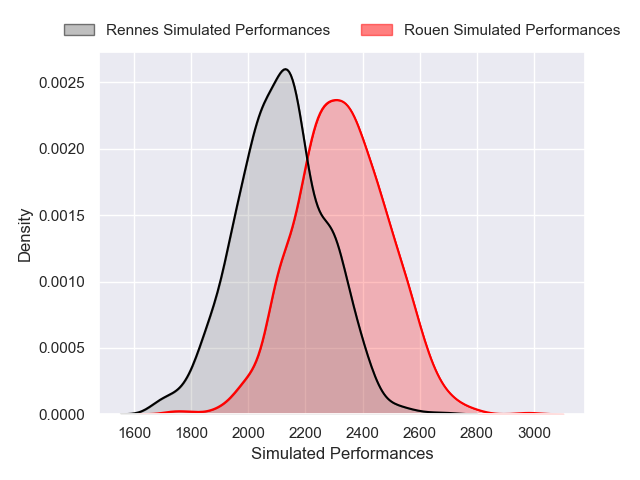 Rennes Simulated Performances
Rouen Simulated Performances
0.0025
0.0020
0.0015
0.0010
0.0005
0.0000
Density
1600 1800 2000 2200 2400 2600 2800 3000
Simulated Performances